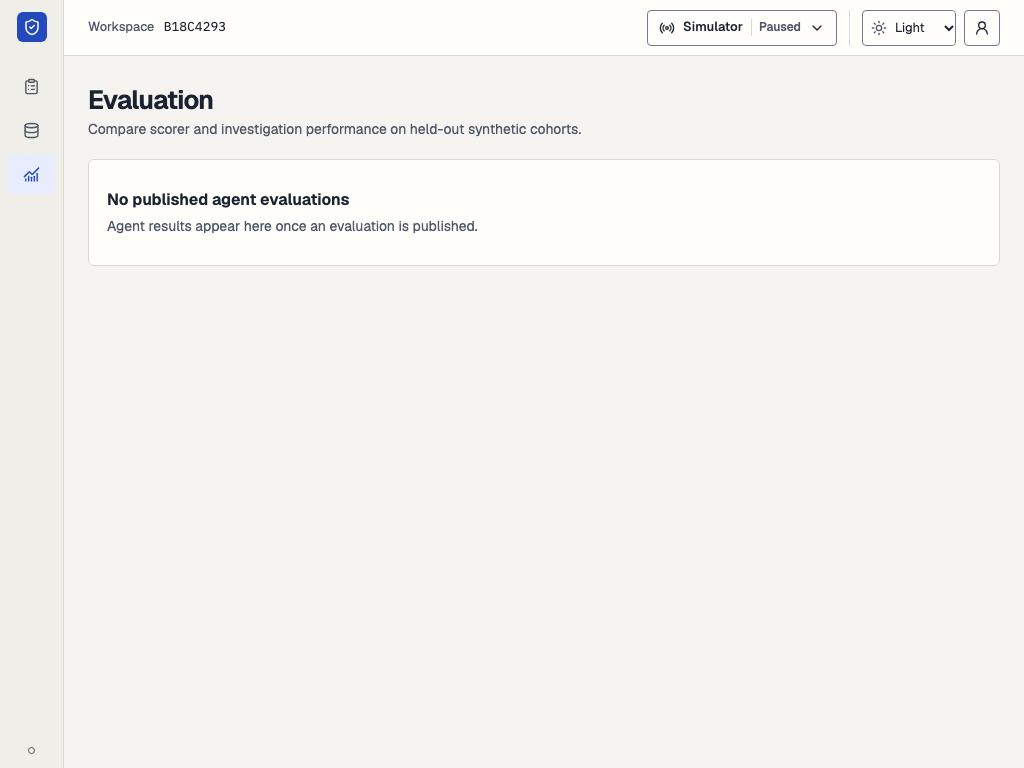 Workspace B18C4293
Simulator Paused
Light
Evaluation
Compare scorer and investigation performance on held-out synthetic cohorts.
No published agent evaluations
Agent results appear here once an evaluation is published.